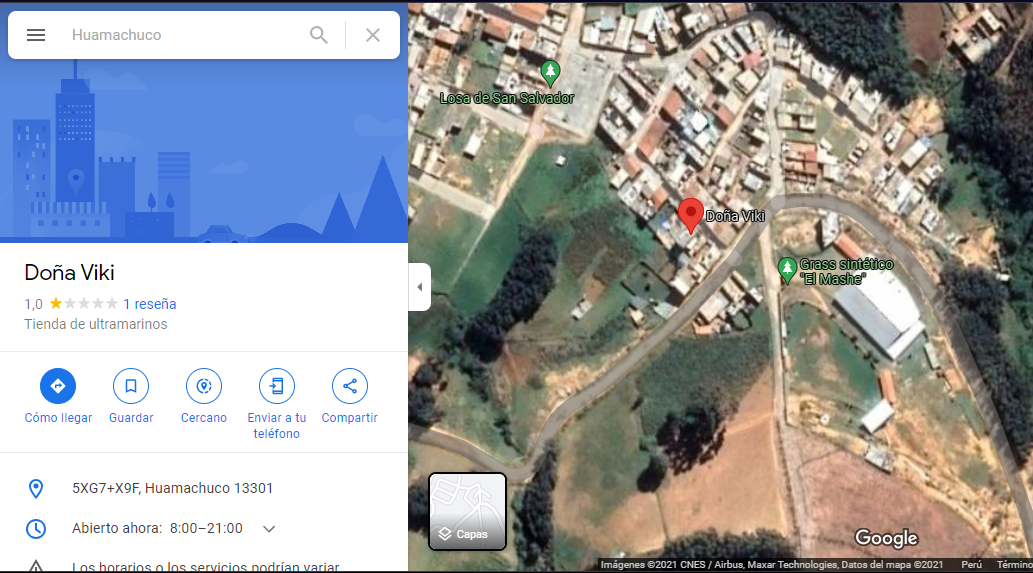 Huamachuco
Doña Viki
1,0 1 reseña
Tienda de ultramarinos
Cómo llegar
Guardar
Cercano
Enviar a tu
teléfono
Compartir
5XG7+X9F, Huamachuco 13301
Abierto ahora: 8:00–21:00
Los horarios o los servicios podrían variar
Losa de San Salvador
Doña Viki
Grass sintético
"El Mashe"
Capas
Google
Imágenes ©2021 CNES / Airbus, Maxar Technologies, Datos del mapa ©2021 Perú